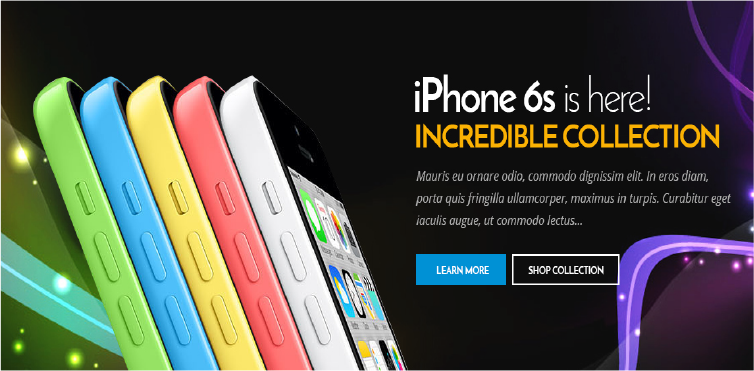 iPhone 6s is here!
INCREDIBLE COLLECTION
Mauris eu ornare odio, commodo dignissim elit. In eros diam,
porta quis fringilla ullamcorper, maximus in turpis. Curabitur eget
iaculis augue, ut commodo lectus...
LEARN MORE
SHOP COLLECTION